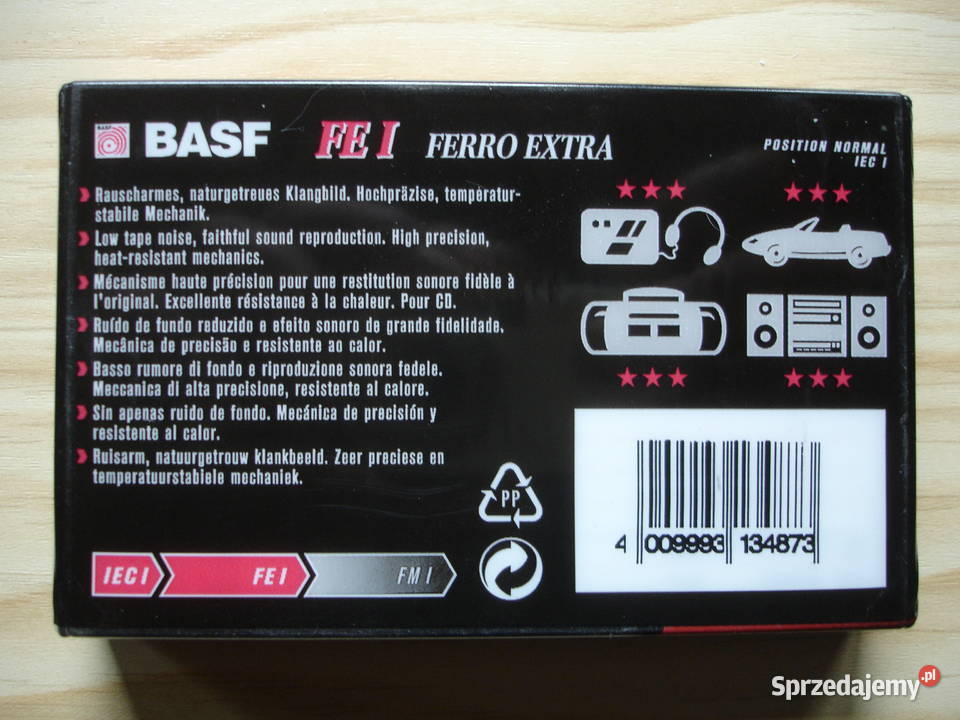 BASF
BASF FE I FERRO EXTRA
POSITION NORMAL
IEC I
Rauscharmes, naturgetreues Klangbild. Hochpräzise, temperatur-
stabile Mechanik.
Low tape noise, faithful sound reproduction. High precision,
heat-resistant mechanics.
Mécanisme haute précision pour une restitution sonore fidèle à
l'original. Excellente résistance à la chaleur. Pour CD.
Ruído de fundo reduzido e efeito sonoro de grande fidelidade.
Mecânica de precisão e resistente ao calor.
Basso rumore di fondo e riproduzione sonora fedele.
Meccanica di alta precisione, resistente al calore.
Sin apenas ruido de fondo. Mecánica de precisión y
resistente al calor.
Ruisarm, natuurgetrouw klankbeeld. Zeer preciese en
temperatuurstabiele mechaniek.
PP
4 009993 134873
IEC I FE I FM I
Sprzedajemy.pl